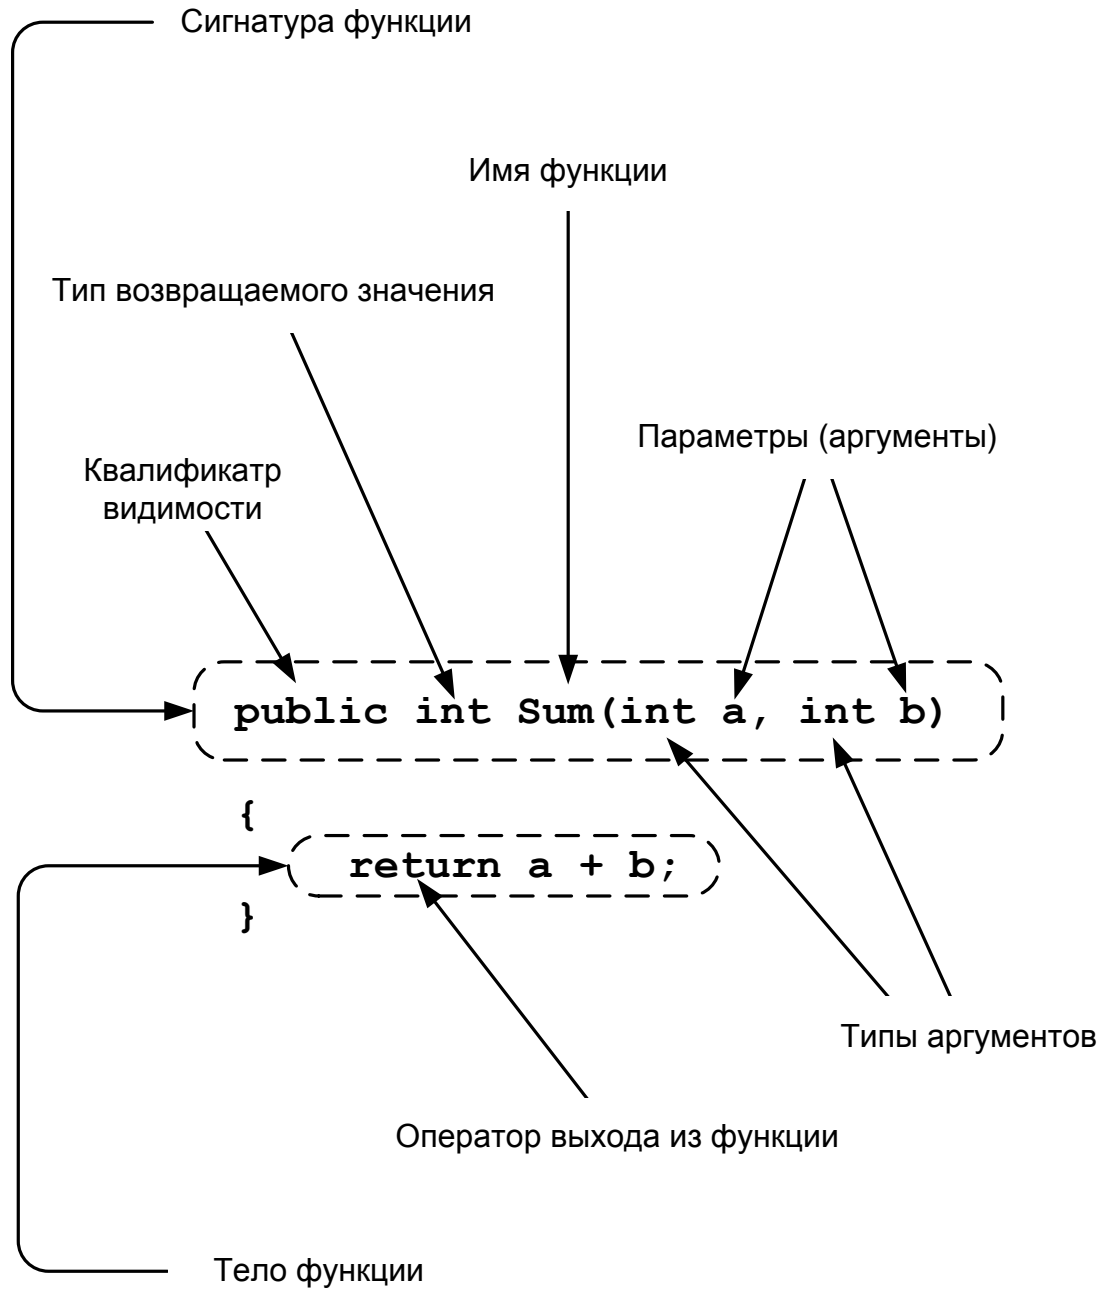 Сигнатура функции
Имя функции
Тип возвращаемого значения
Параметры (аргументы)
Квалификатр
видимости
public int Sum(int a, int b)
{
return a + b;
}
Типы аргументов
Оператор выхода из функции
Тело функции